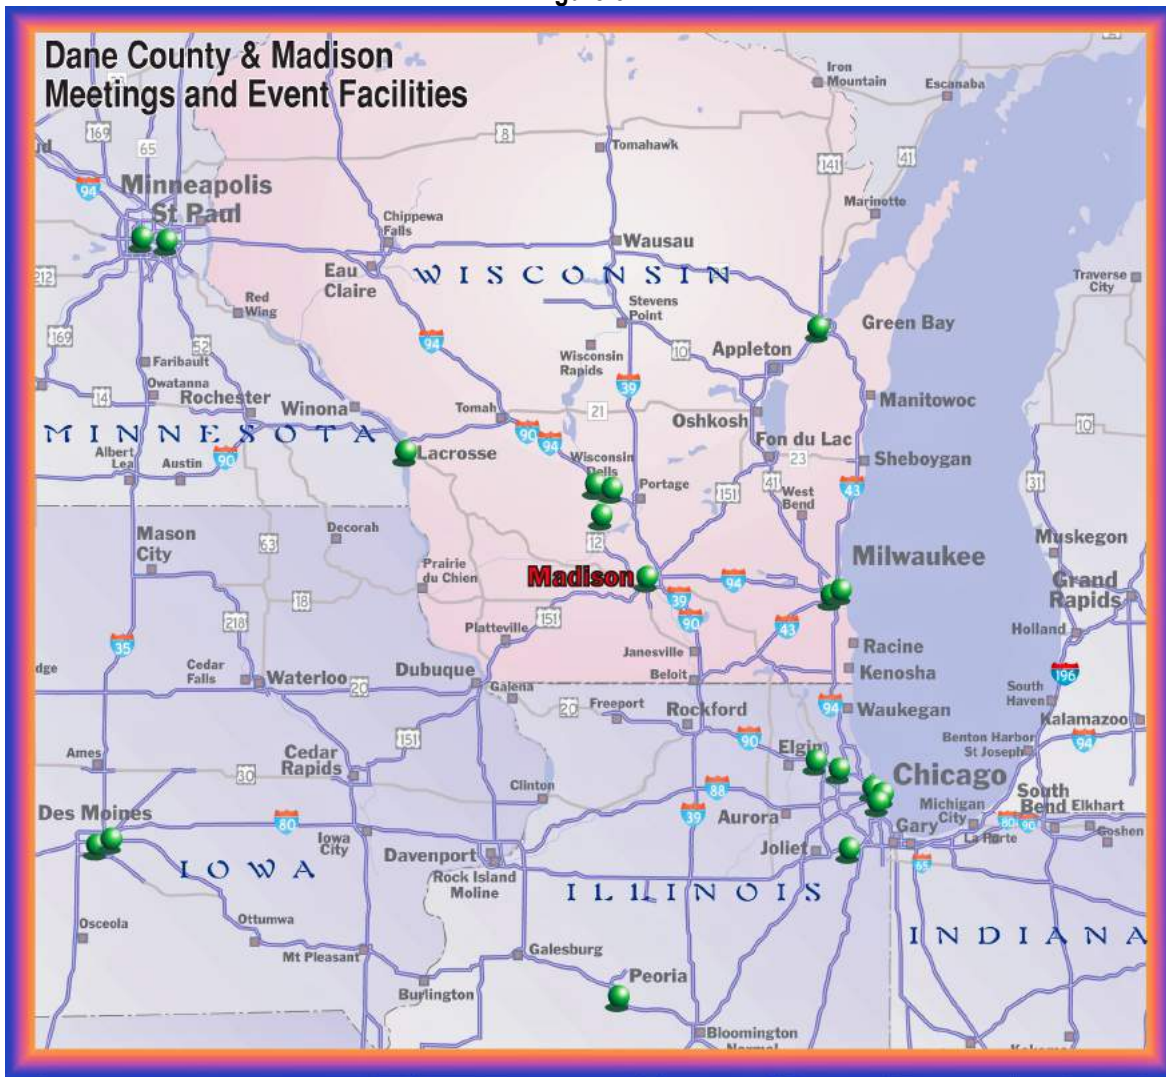 Dane County & Madison
Meetings and Event Facilities
Iron
Mountain
Escanaba
169
65
8
141
41
Tomahawk
94
Minneapolis
St Paul
Marinotte
Chippewa
Falls
Wausau
Eau
Claire
WISCONSIN
Traverse
City
212
Red
Wing
Stevens
Point
Green Bay
169
52
94
Wisconsin
Rapids
10
Appleton
Faribault
39
Owatanna
14
Rochester
Winona
Tomah
21
Oshkosh
Manitowoc
MINNESOTA
90
94
10
Albert
Lea
Austin
90
Lacrosse
Wisconsin
Dells
Fon du Lac
23
Sheboygan
Portage
151
41
West
Bend
43
31
Mason
City
Decorah
63
12
Muskegon
Prairie
du Chien
Madison
94
Milwaukee
Grand
Rapids
18
39
90
218
151
43
Platteville
Holland
35
Janesville
Racine
Cedar
Falls
Waterloo
Dubuque
Beloit
Kenosha
196
20
Galena
20
Freeport
Rockford
94
Waukegan
South
Haven
Kalamazoo
151
90
Elgin
Benton Harbor
St Joseph
94
Ames
Cedar
Rapids
30
Clinton
88
Chicago
Des Moines
39
Aurora
Michigan
City
South
Bend
Elkhart
80
90
80
Iowa
City
Gary
La Porte
Goshen
Davenport
Joliet
65
IOWA
Rock Island
Moline
ILLINOIS
Osceola
Ottumwa
INDIANA
Mt Pleasant
Galesburg
Burlington
Peoria
Bloomington